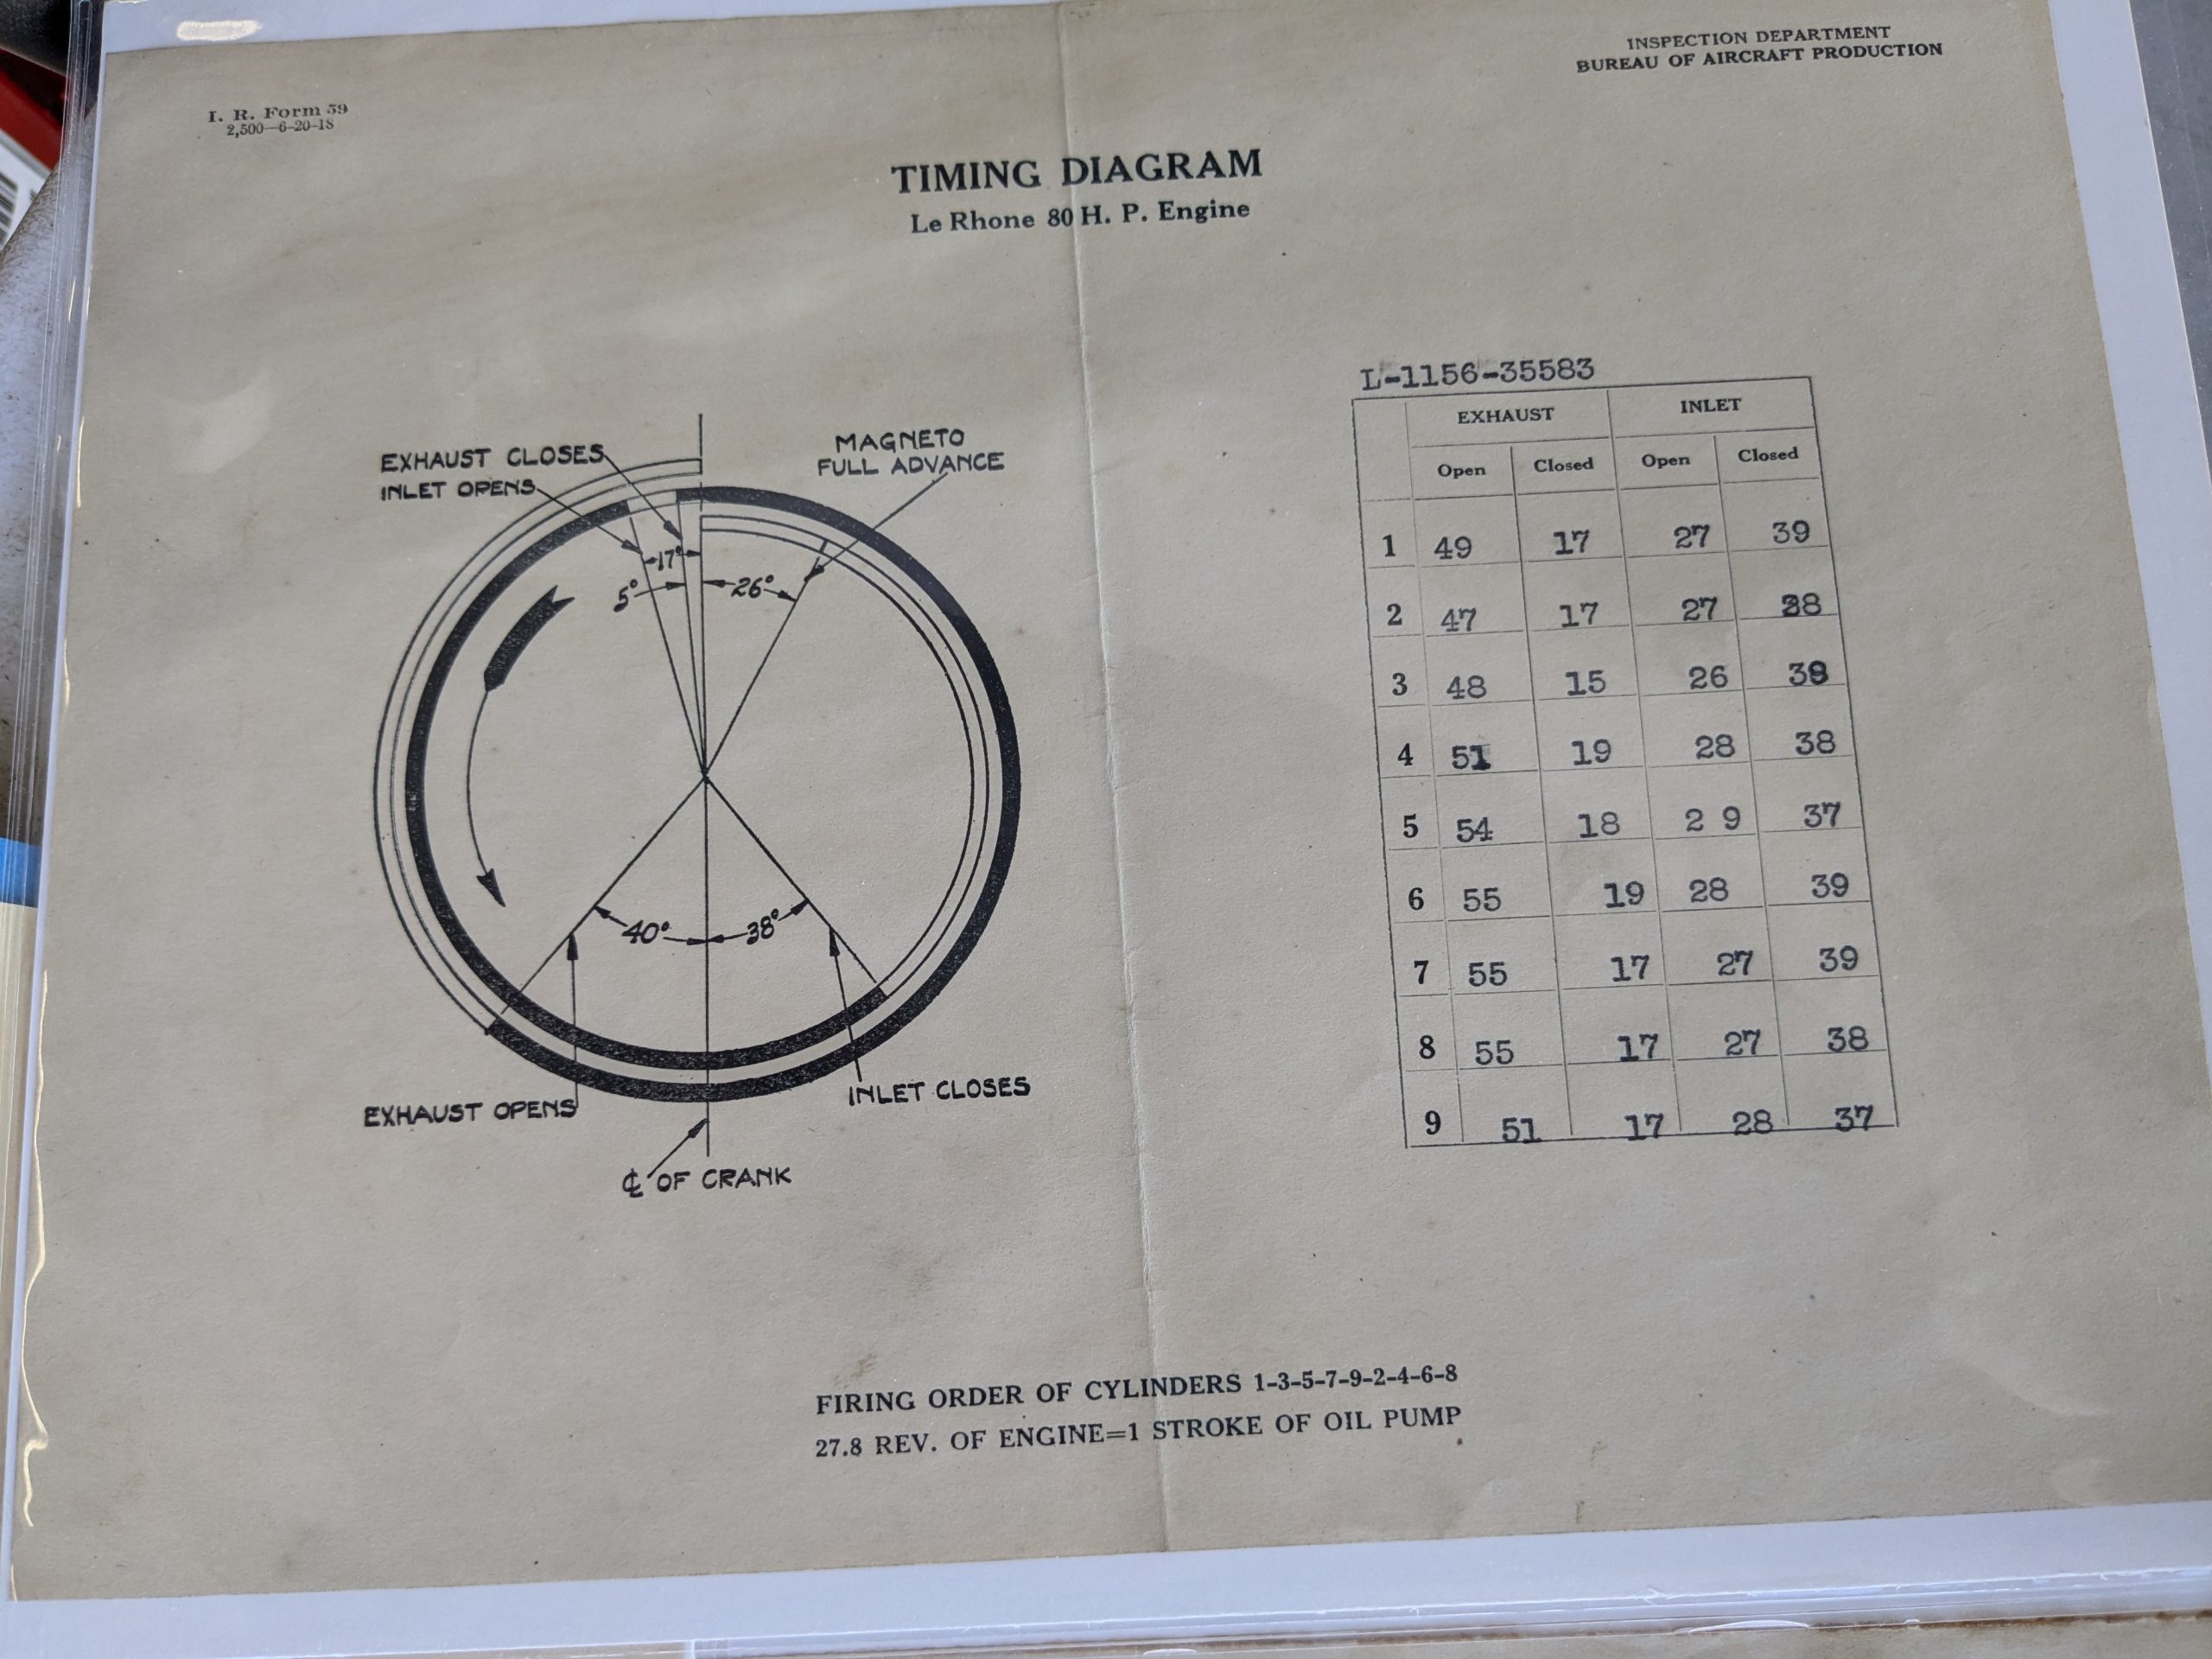 INSPECTION DEPARTMENT
BUREAU OF AIRCRAFT PRODUCTION
I. R. Form 59
2,500—6-20-18
TIMING DIAGRAM
Le Rhone 80 H. P. Engine
EXHAUST CLOSES
INLET OPENS
MAGNETO
FULL ADVANCE
17°
5°
26°
40°
38°
EXHAUST OPENS
INLET CLOSES
℄ OF CRANK
L-1156-35583
EXHAUST INLET
Open Closed Open Closed
1 49 17 27 39
2 47 17 27 38
3 48 15 26 38
4 51 19 28 38
5 54 18 2 9 37
6 55 19 28 39
7 55 17 27 39
8 55 17 27 38
9 51 17 28 37
FIRING ORDER OF CYLINDERS 1-3-5-7-9-2-4-6-8
27.8 REV. OF ENGINE=1 STROKE OF OIL PUMP